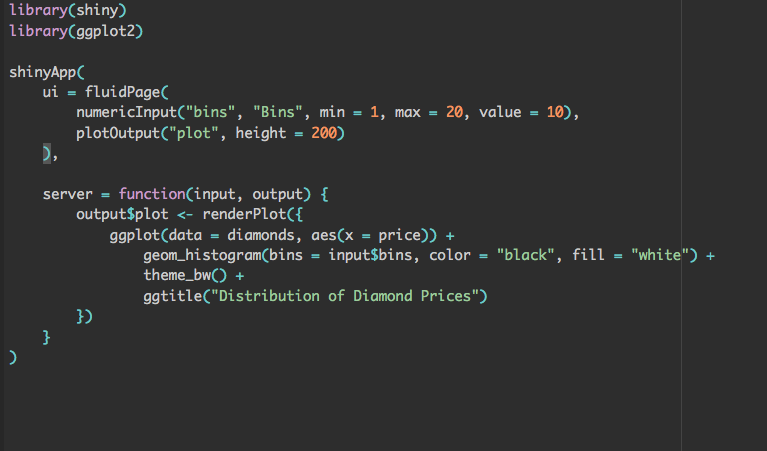 library(shiny)
library(ggplot2)
shinyApp(
ui = fluidPage(
numericInput("bins", "Bins", min = 1, max = 20, value = 10),
plotOutput("plot", height = 200)
),
server = function(input, output) {
output$plot <- renderPlot({
ggplot(data = diamonds, aes(x = price)) +
geom_histogram(bins = input$bins, color = "black", fill = "white") +
theme_bw() +
ggtitle("Distribution of Diamond Prices")
})
}
)